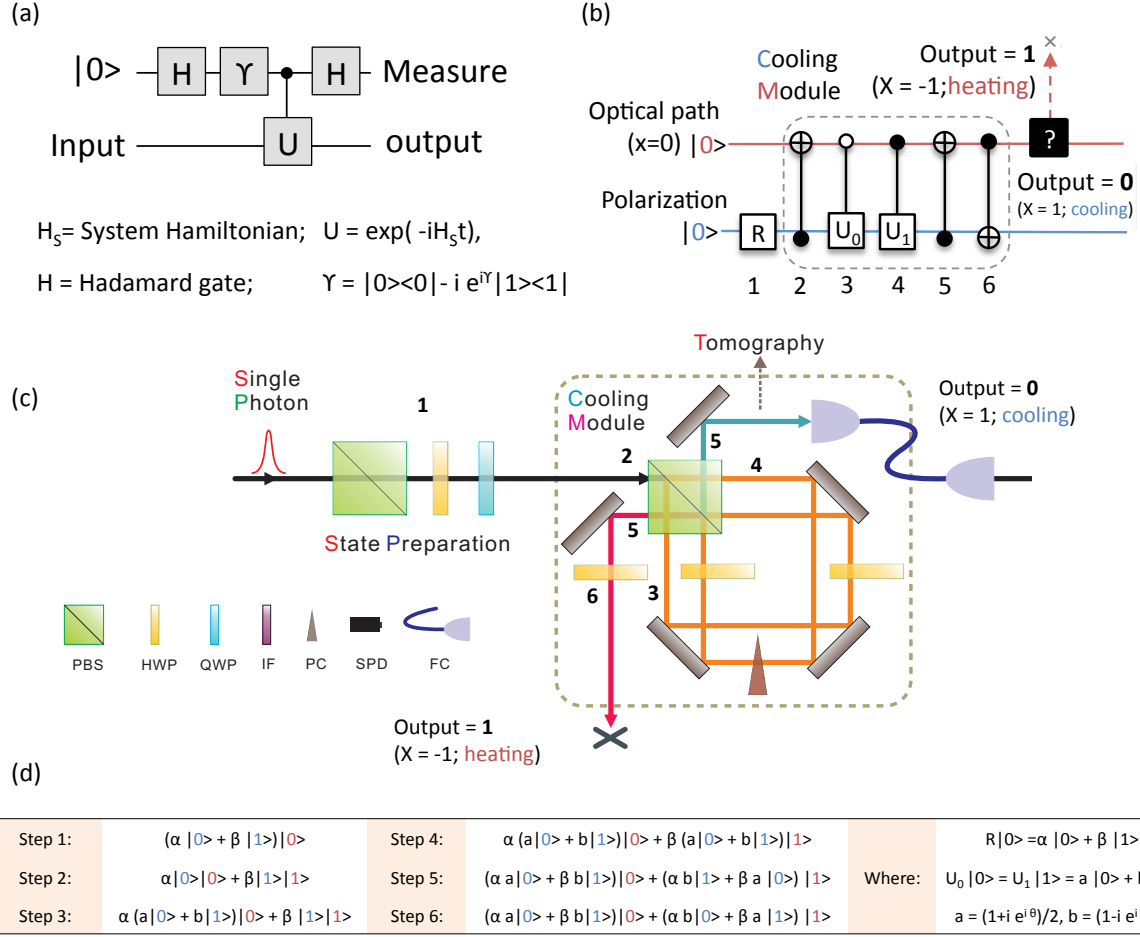 (a)
|0>
H
ϒ
H
Measure
Input
U
output
H_S= System Hamiltonian; U = exp( -iH_St),
H = Hadamard gate; ϒ = |0><0|- i e^{iϒ}|1><1|
(b)
Cooling
Module
Output = 1
(X = -1;heating)
×
Optical path
(x=0) |0>
?
Output = 0
(X = 1; cooling)
Polarization
|0>
R
U_0
U_1
1 2 3 4 5 6
(c)
Single
Photon
1
State Preparation
Tomography
Cooling
Module
2
5
4
5
3
6
Output = 0
(X = 1; cooling)
PBS HWP QWP IF PC SPD FC
Output = 1
(X = -1; heating)
(d)
Step 1: (α |0> + β |1>)|0> Step 4: α (a|0> + b|1>)|0> + β (a|0> + b|1>)|1> R|0> =α |0> + β |1>
Step 2: α|0>|0> + β|1>|1> Step 5: (α a|0> + β b|1>)|0> + (α b|1> + β a |0>) |1> Where: U_0 |0> = U_1 |1> = a |0> + b
Step 3: α (a|0> + b|1>)|0> + β |1>|1> Step 6: (α a|0> + β b|1>)|0> + (α b|0> + β a |1>) |1> a = (1+i e^{i θ})/2, b = (1-i e^{i